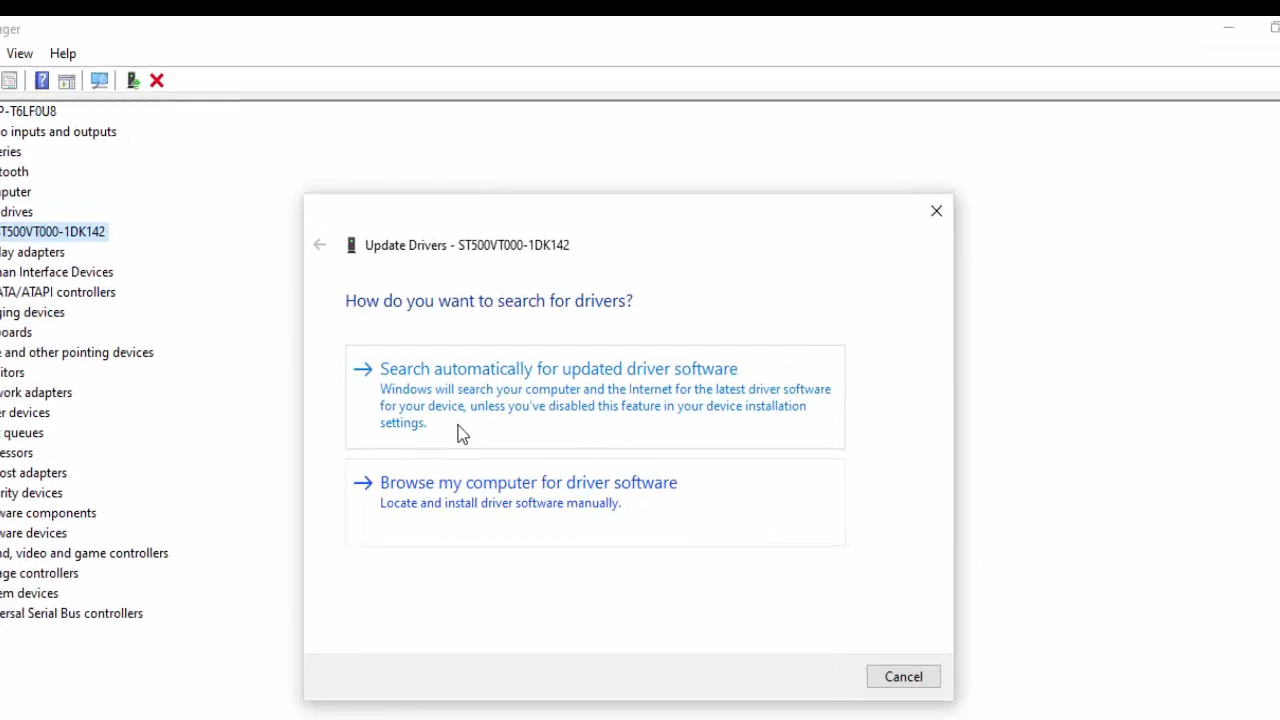 ager
View Help
P-T6LF0U8
o inputs and outputs
eries
tooth
puter
drives
ST500VT000-1DK142
lay adapters
nan Interface Devices
ATA/ATAPI controllers
ging devices
oards
e and other pointing devices
itors
work adapters
er devices
t queues
essors
ost adapters
rity devices
ware components
ware devices
nd, video and game controllers
age controllers
em devices
ersal Serial Bus controllers
Update Drivers - ST500VT000-1DK142
How do you want to search for drivers?
Search automatically for updated driver software
Windows will search your computer and the Internet for the latest driver software
for your device, unless you've disabled this feature in your device installation
settings.
Browse my computer for driver software
Locate and install driver software manually.
Cancel